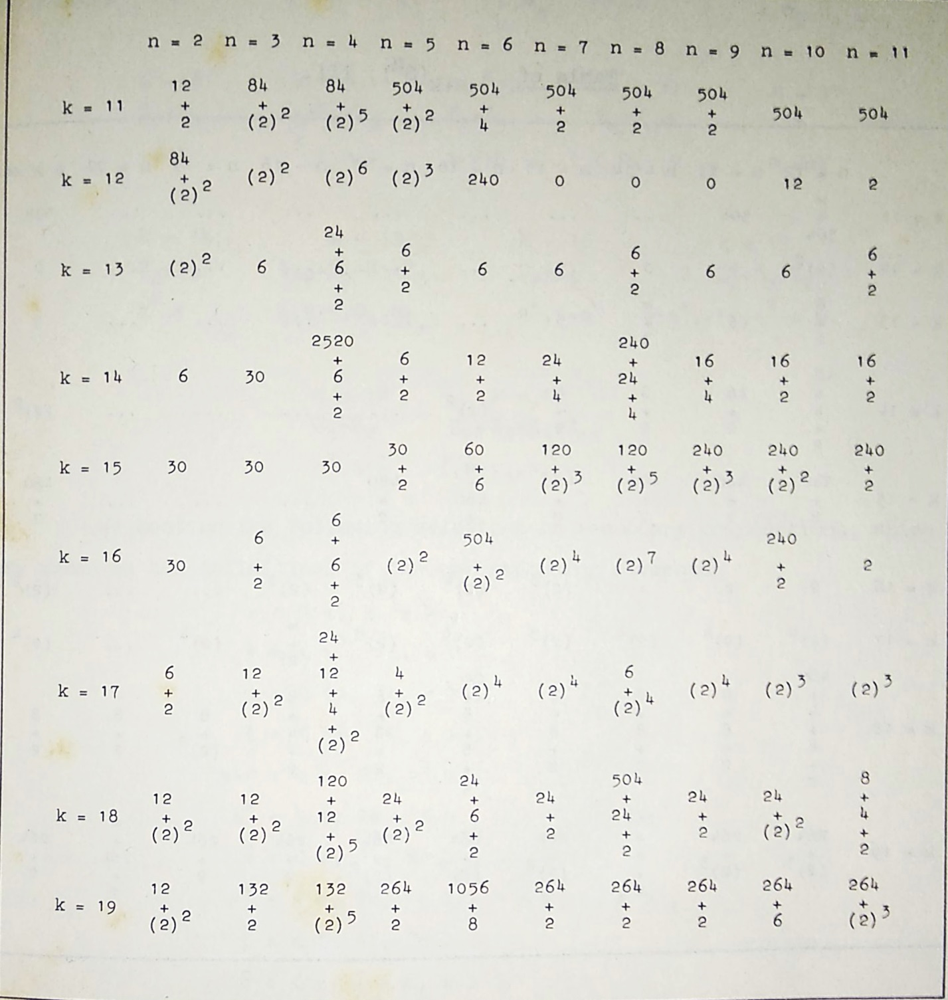 n = 2 n = 3 n = 4 n = 5 n = 6 n = 7 n = 8 n = 9 n = 10 n = 11
k = 11 12 + 2 84 + (2)² 84 + (2)⁵ 504 + (2)² 504 + 4 504 + 2 504 + 2 504 + 2 504 504
k = 12 84 + (2)² (2)² (2)⁶ (2)³ 240 0 0 0 12 2
k = 13 (2)² 6 24 + 6 + 2 6 + 2 6 6 6 + 2 6 6 6 + 2
k = 14 6 30 2520 + 6 + 2 6 + 2 12 + 2 24 + 4 240 + 24 + 4 16 + 4 16 + 2 16 + 2
k = 15 30 30 30 30 + 2 60 + 6 120 + (2)³ 120 + (2)⁵ 240 + (2)³ 240 + (2)² 240 + 2
k = 16 30 6 + 2 6 + 6 + 2 (2)² 504 + (2)² (2)⁴ (2)⁷ (2)⁴ 240 + 2 2
k = 17 6 + 2 12 + (2)² 24 + 12 + 4 + (2)² 4 + (2)² (2)⁴ (2)⁴ 6 + (2)⁴ (2)⁴ (2)³ (2)³
k = 18 12 + (2)² 12 + (2)² 120 + 12 + (2)⁵ 24 + (2)² 24 + 6 + 2 24 + 2 504 + 24 + 2 24 + 2 24 + (2)² 8 + 4 + 2
k = 19 12 + (2)² 132 + 2 132 + (2)⁵ 264 + 2 1056 + 8 264 + 2 264 + 2 264 + 2 264 + 6 264 + (2)³